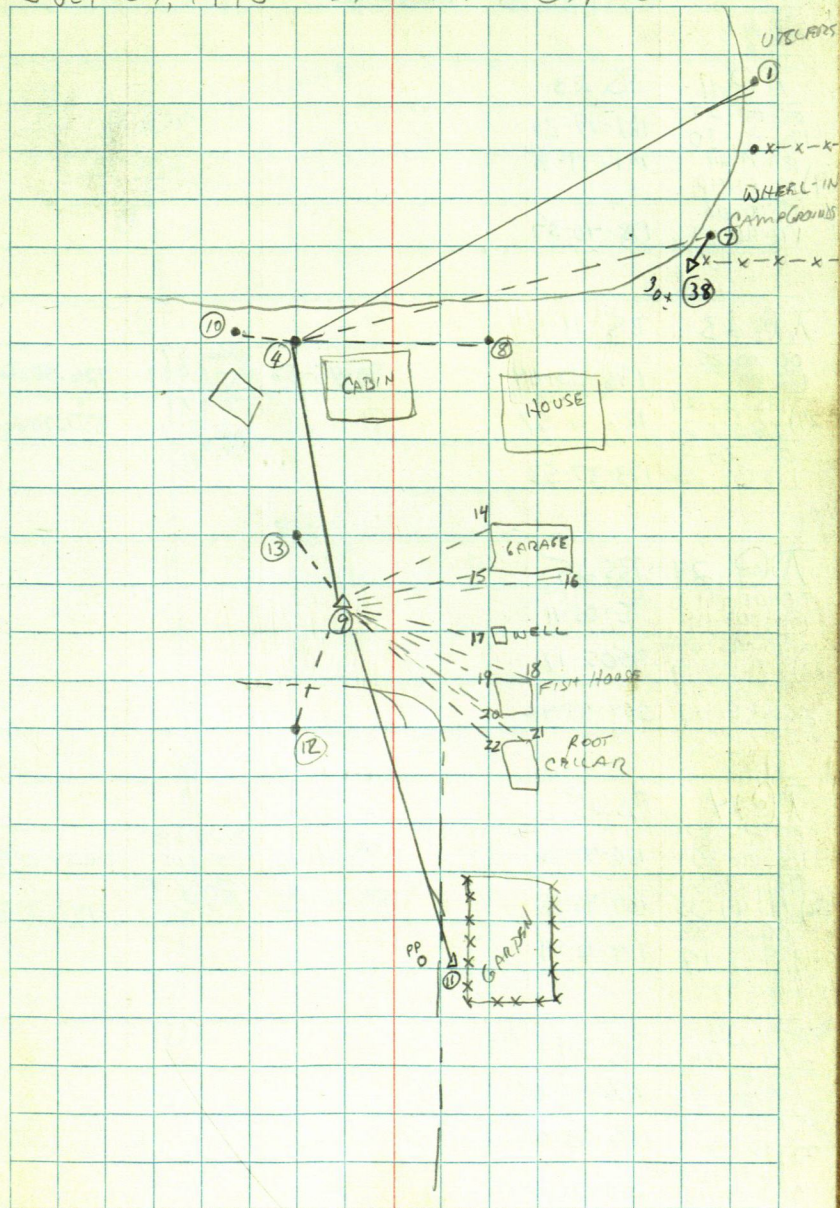 UTECLARS
①
WHEEL-IN
CAMPGROUNDS
⑦
㊳
⑩
④
⑧
CABIN
HOUSE
14
GARAGE
⑬
15
16
⑨
17
WELL
18
19
FISH HOUSE
20
21
22
ROOT
CELLAR
⑫
GARDEN
PP
⑪